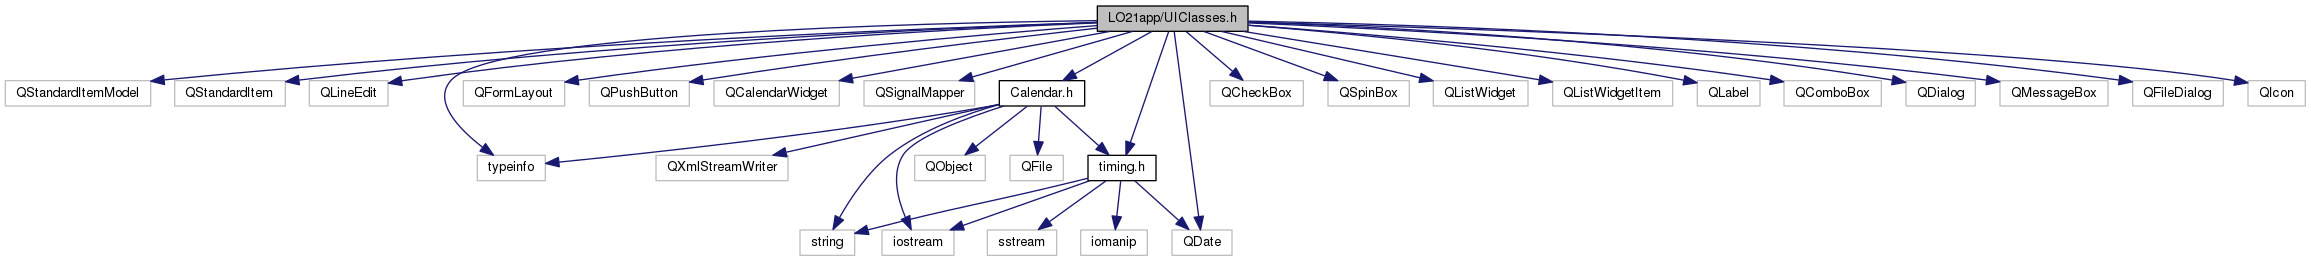 LO21app/UIClasses.h
QStandardItemModel
QStandardItem
QLineEdit
QFormLayout
QPushButton
QCalendarWidget
QSignalMapper
Calendar.h
QCheckBox
QSpinBox
QListWidget
QListWidgetItem
QLabel
QComboBox
QDialog
QMessageBox
QFileDialog
QIcon
typeinfo
QXmlStreamWriter
QObject
QFile
timing.h
string
iostream
sstream
iomanip
QDate